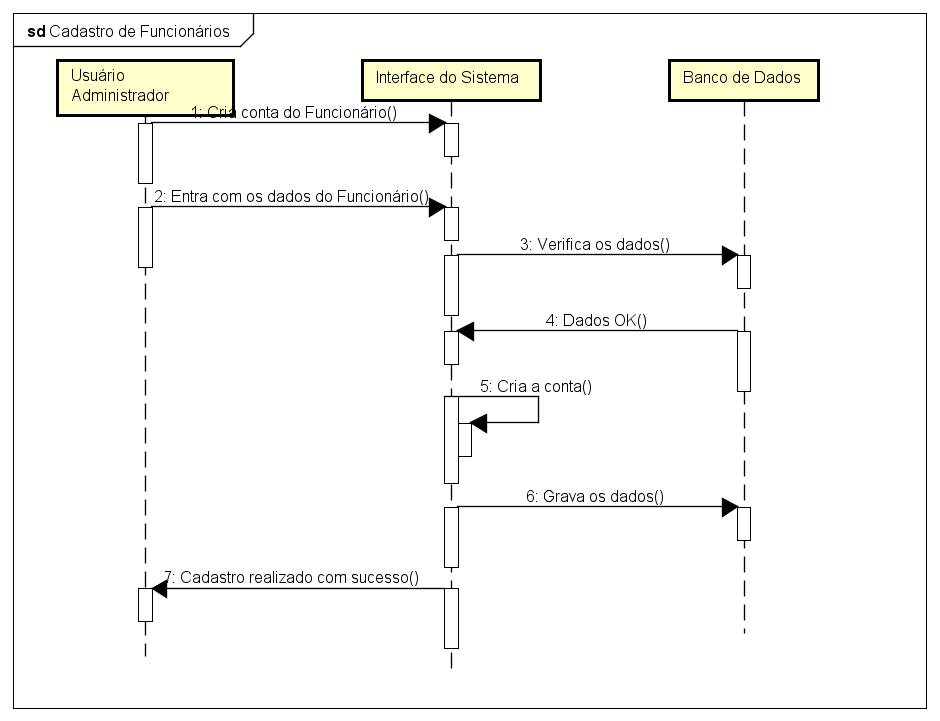 sd Cadastro de Funcionários
Usuário
Administrador
Interface do Sistema
Banco de Dados
1: Cria conta do Funcionário()
2: Entra com os dados do Funcionário()
3: Verifica os dados()
4: Dados OK()
5: Cria a conta()
6: Grava os dados()
7: Cadastro realizado com sucesso()